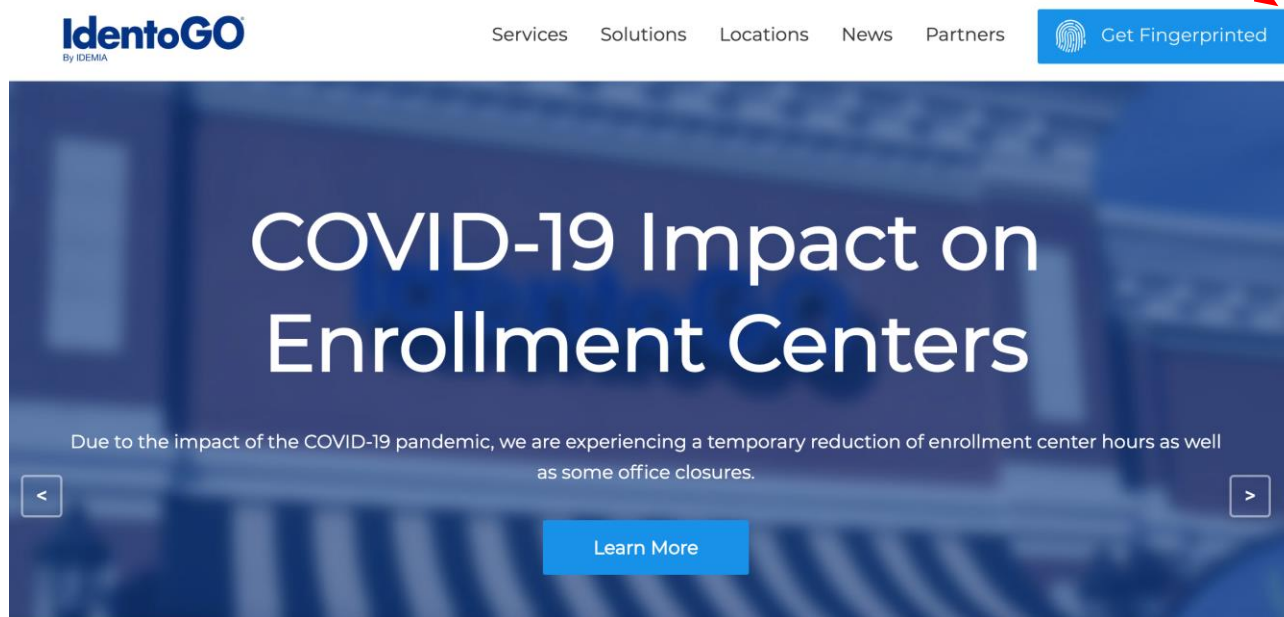 IdentoGO
By IDEMIA
Services Solutions Locations News Partners Get Fingerprinted
COVID-19 Impact on
Enrollment Centers
Due to the impact of the COVID-19 pandemic, we are experiencing a temporary reduction of enrollment center hours as well
as some office closures.
< >
Learn More